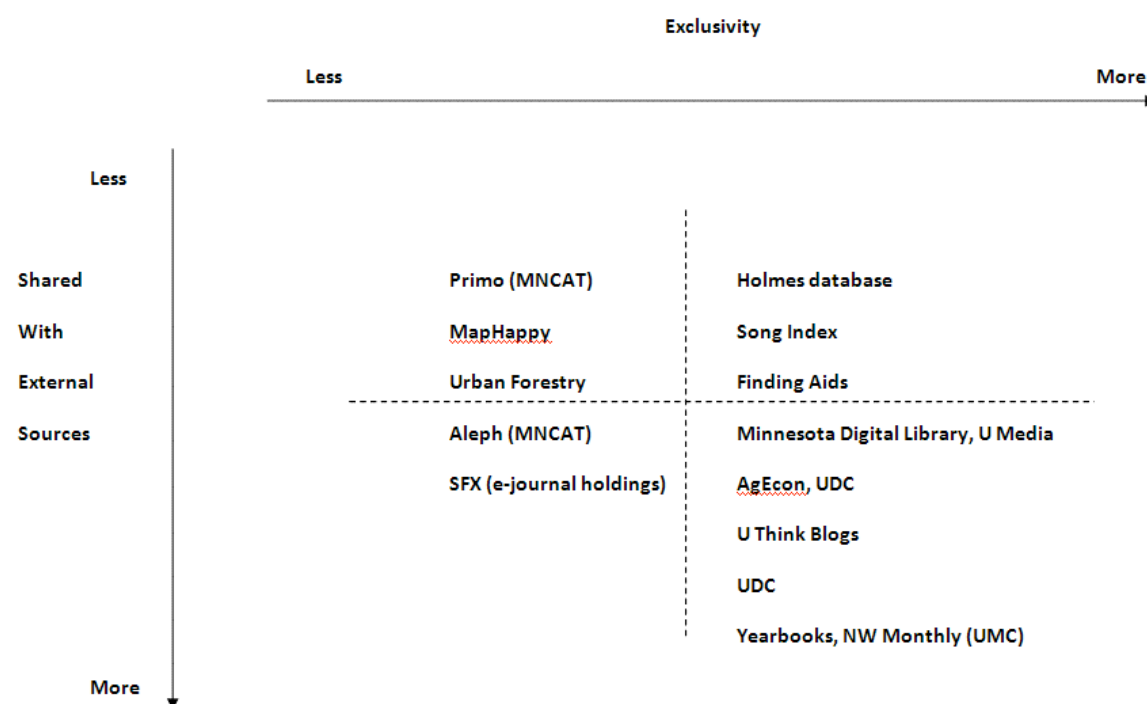 Exclusivity
Less More
Less
Shared Primo (MNCAT) Holmes database
With MapHappy Song Index
External Urban Forestry Finding Aids
Sources Aleph (MNCAT) Minnesota Digital Library, U Media
SFX (e-journal holdings) AgEcon, UDC
U Think Blogs
UDC
Yearbooks, NW Monthly (UMC)
More